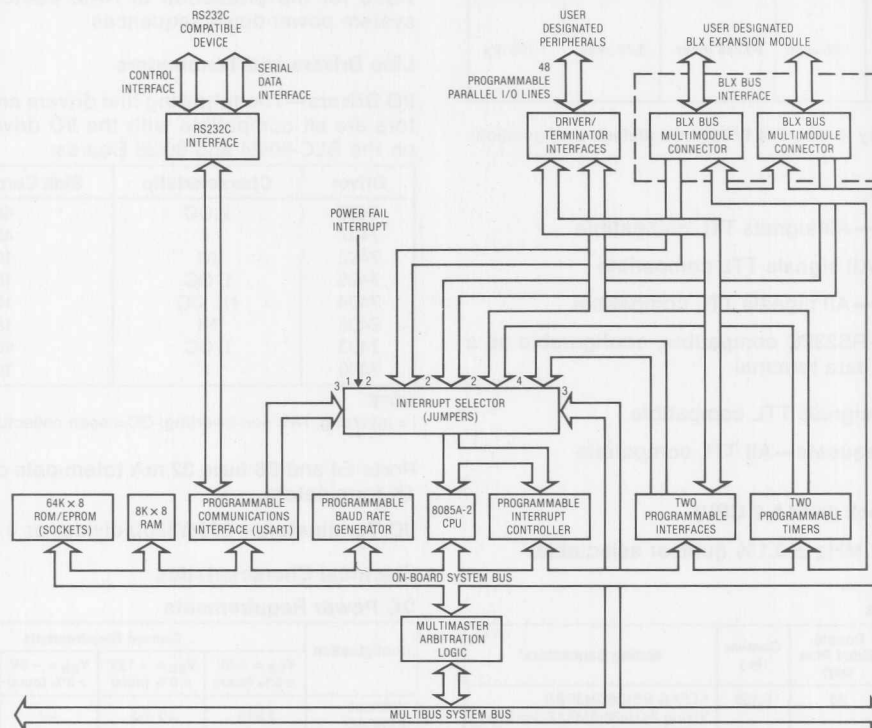 RS232C
COMPATIBLE
DEVICE
CONTROL
INTERFACE
SERIAL
DATA
INTERFACE
RS232C
INTERFACE
USER
DESIGNATED
PERIPHERALS
48
PROGRAMMABLE
PARALLEL I/O LINES
USER DESIGNATED
BLX EXPANSION MODULE
BLX BUS
INTERFACE
DRIVER/
TERMINATOR
INTERFACES
BLX BUS
MULTIMODULE
CONNECTOR
BLX BUS
MULTIMODULE
CONNECTOR
POWER FAIL
INTERRUPT
3 1 2 2 2 4 3
INTERRUPT SELECTOR
(JUMPERS)
64K x 8
ROM/EPROM
(SOCKETS)
8K x 8
RAM
PROGRAMMABLE
COMMUNICATIONS
INTERFACE (USART)
PROGRAMMABLE
BAUD RATE
GENERATOR
8085A-2
CPU
PROGRAMMABLE
INTERRUPT
CONTROLLER
TWO
PROGRAMMABLE
INTERFACES
TWO
PROGRAMMABLE
TIMERS
ON-BOARD SYSTEM BUS
MULTIMASTER
ARBITRATION
LOGIC
MULTIBUS SYSTEM BUS